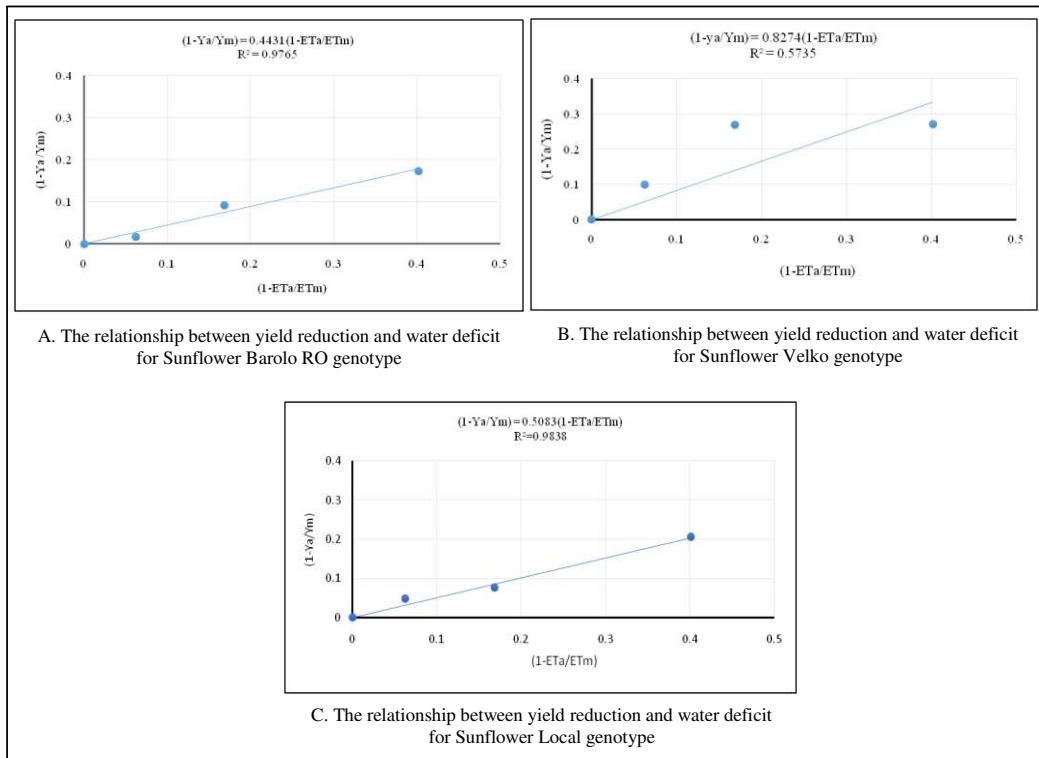 (1-Ya/Ym)=0.4431(1-ETa/ETm)
R²=0.9765
0.4
0.3
0.2
0.1
0
(1-Ya/Ym)
0 0.1 0.2 0.3 0.4 0.5
(1-ETa/ETm)
A. The relationship between yield reduction and water deficit
for Sunflower Barolo RO genotype
(1-ya/Ym)=0.8274(1-ETa/ETm)
R²=0.5735
0.4
0.3
0.2
0.1
0
(1-Ya/Ym)
0 0.1 0.2 0.3 0.4 0.5
(1-ETa/ETm)
B. The relationship between yield reduction and water deficit
for Sunflower Velko genotype
(1-Ya/Ym)=0.5083(1-ETa/ETm)
R²=0.9838
0.4
0.3
0.2
0.1
0
(1-Ya/Ym)
0 0.1 0.2 0.3 0.4 0.5
(1-ETa/ETm)
C. The relationship between yield reduction and water deficit
for Sunflower Local genotype